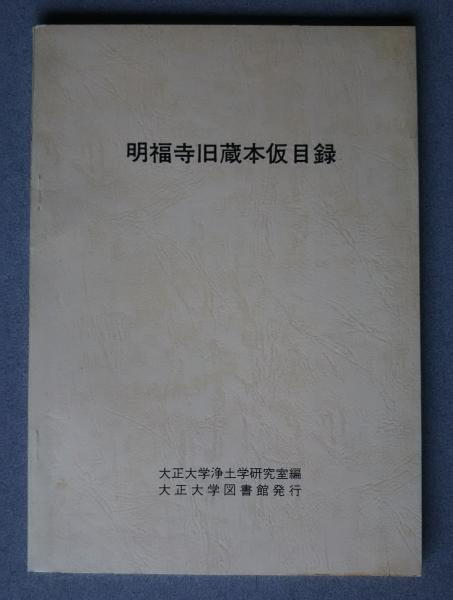 明福寺旧蔵本仮目録
大正大学浄土学研究室編
大正大学図書館発行